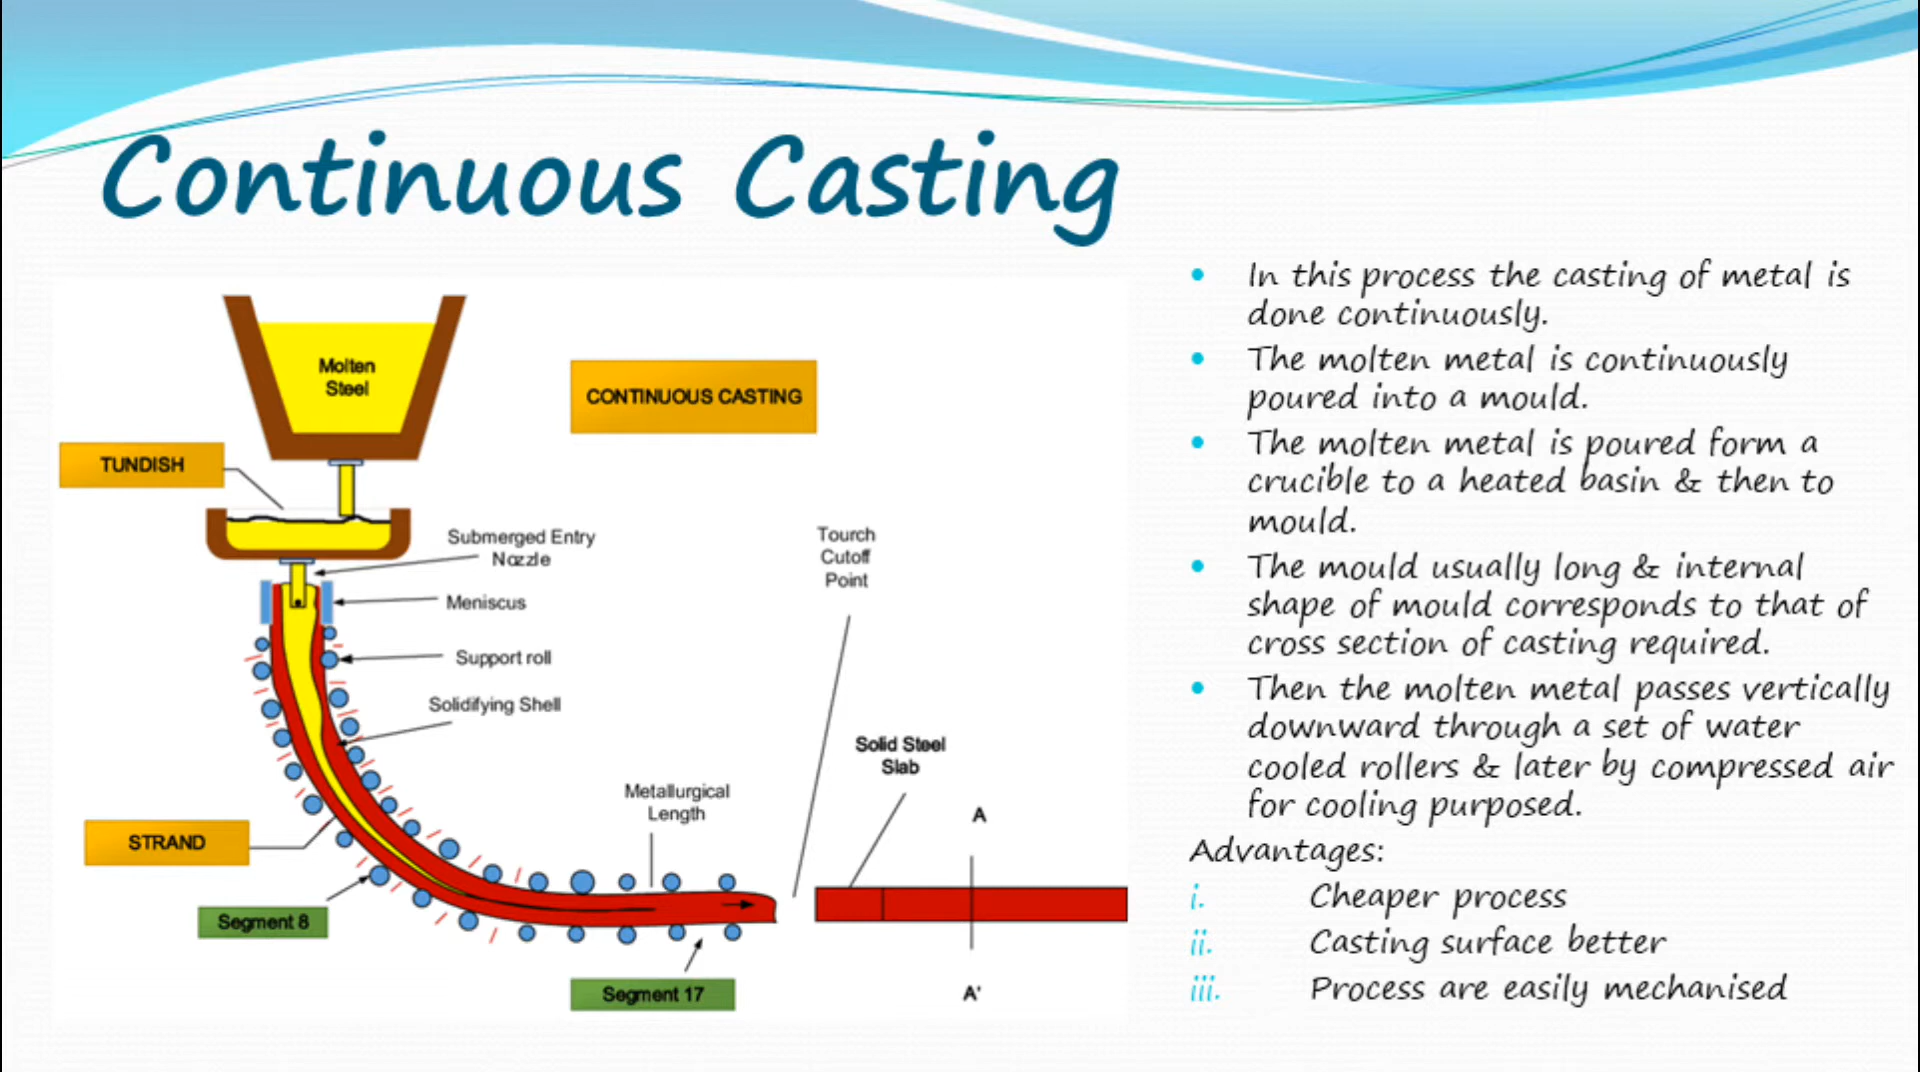 Continuous Casting
Molten
Steel
CONTINUOUS CASTING
TUNDISH
Submerged Entry
Nozzle
Meniscus
Support roll
Solidifying Shell
Tourch
Cutoff
Point
Solid Steel
Slab
Metallurgical
Length
A
STRAND
Segment 8
Segment 17
A'
• In this process the casting of metal is
done continuously.
• The molten metal is continuously
poured into a mould.
• The molten metal is poured form a
crucible to a heated basin & then to
mould.
• The mould usually long & internal
shape of mould corresponds to that of
cross section of casting required.
• Then the molten metal passes vertically
downward through a set of water
cooled rollers & later by compressed air
for cooling purposed.
Advantages:
i. Cheaper process
ii. Casting surface better
iii. Process are easily mechanised